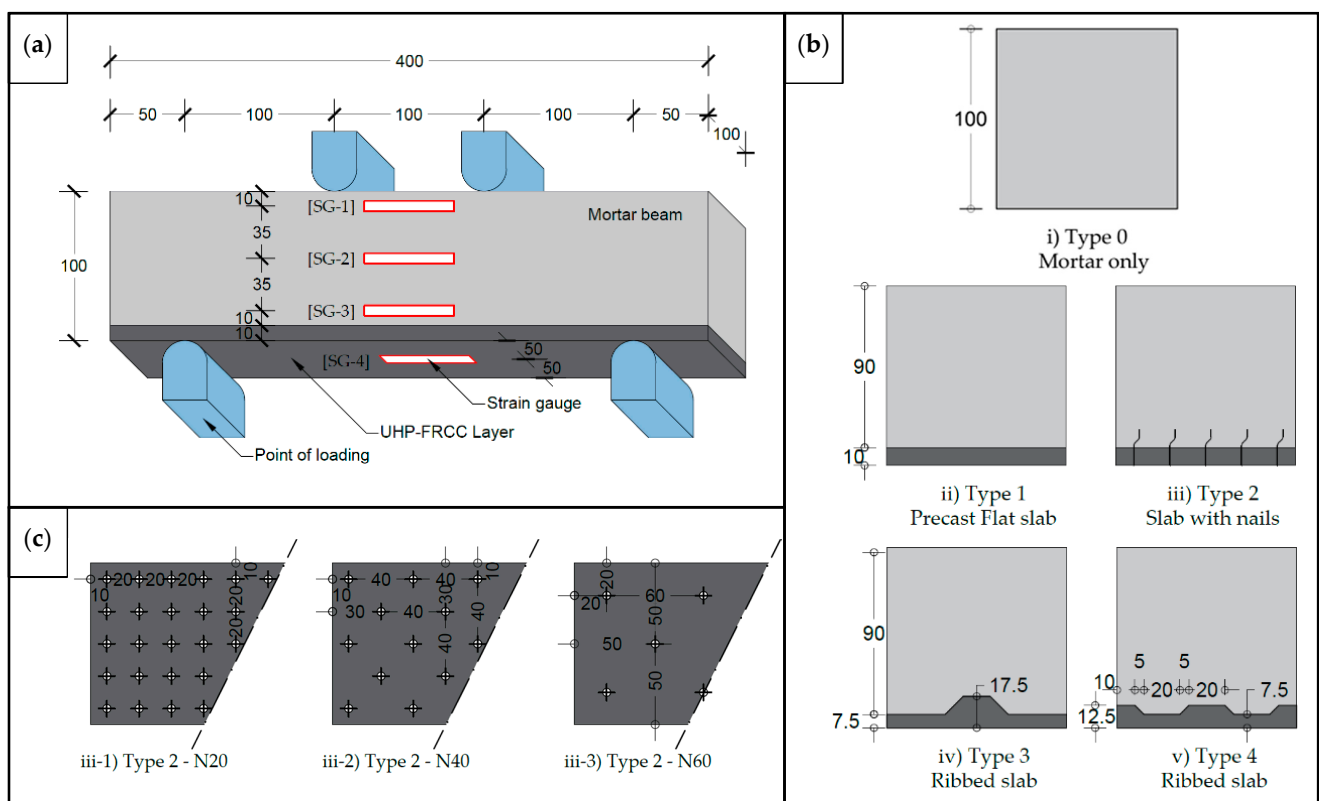 (a)
400
50
100
100
100
50
100
10
[SG-1]
Mortar beam
35
[SG-2]
100
35
[SG-3]
10
10
[SG-4]
50
50
Strain gauge
UHP-FRCC Layer
Point of loading
(b)
100
i) Type 0
Mortar only
90
10
ii) Type 1
Precast Flat slab
iii) Type 2
Slab with nails
90
17.5
7.5
iv) Type 3
Ribbed slab
5
5
10
20
20
7.5
12.5
v) Type 4
Ribbed slab
(c)
20
20
20
10
10
20
20
iii-1) Type 2 - N20
10
40
40
10
30
30
40
40
40
iii-2) Type 2 - N40
20
20
60
50
50
50
iii-3) Type 2 - N60